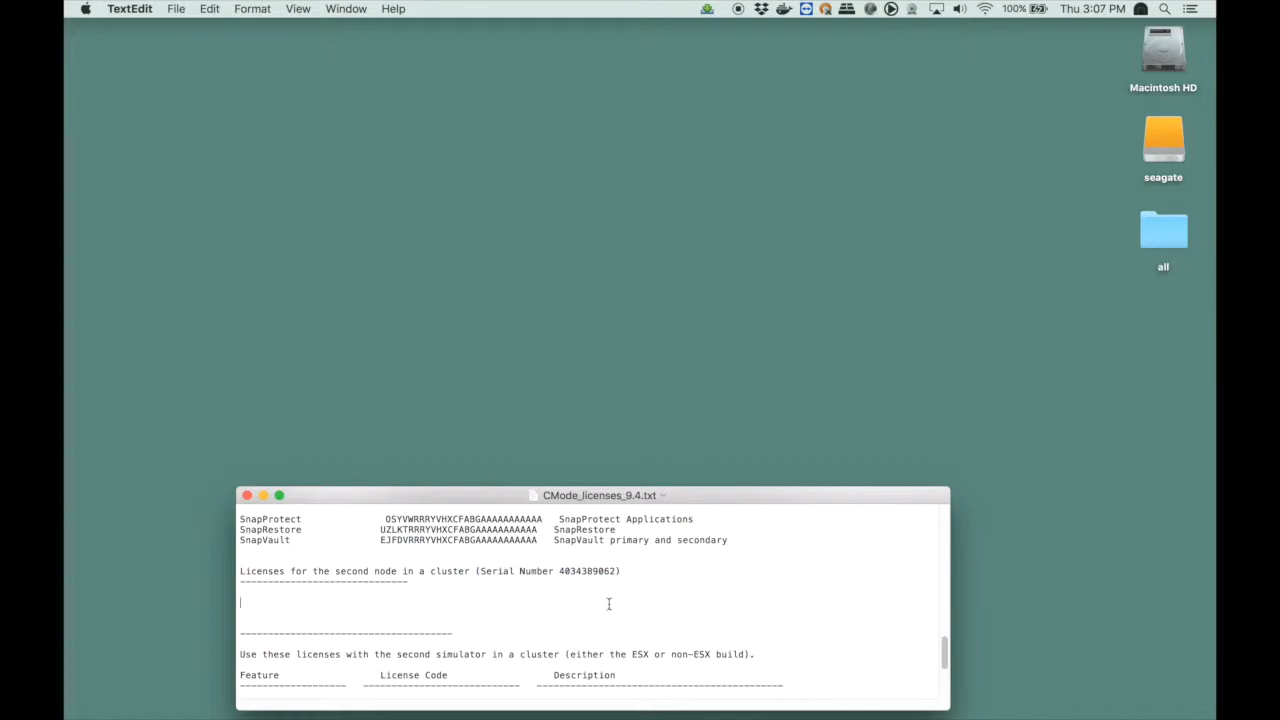 TextEdit File Edit Format View Window Help 100% Thu 3:07 PM
Macintosh HD
seagate
all
CMode_licenses_9.4.txt
SnapProtect OSYVWRRRYVHXCFABGAAAAAAAAAAA SnapProtect Applications
SnapRestore UZLKTRRRYVHXCFABGAAAAAAAAAAA SnapRestore
SnapVault EJFDVRRRYVHXCFABGAAAAAAAAAAA SnapVault primary and secondary
Licenses for the second node in a cluster (Serial Number 4034389062)
------------------------------
--------------------------------------
Use these licenses with the second simulator in a cluster (either the ESX or non-ESX build).
Feature License Code Description
------------------- ---------------------------- --------------------------------------------